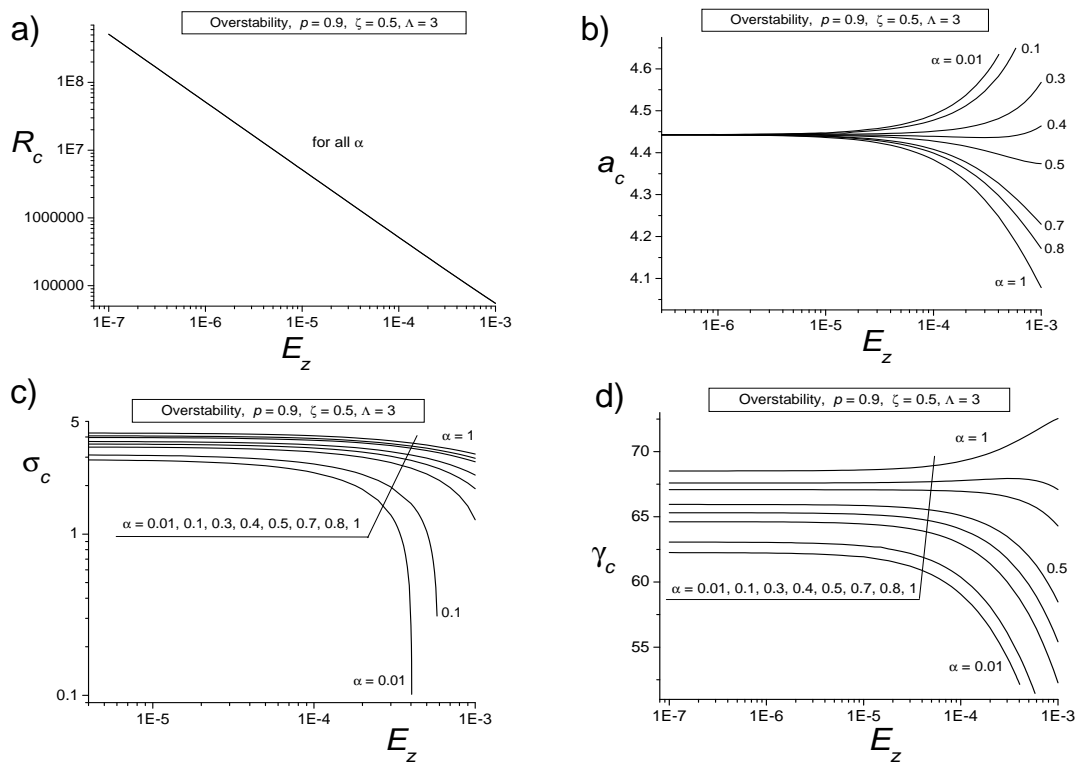 a)
Overstability, p = 0.9, ζ = 0.5, Λ = 3
1E8
1E7
1000000
100000
R_c
for all α
1E-7
1E-6
1E-5
1E-4
1E-3
E_z
b)
Overstability, p = 0.9, ζ = 0.5, Λ = 3
4.6
4.5
4.4
4.3
4.2
4.1
a_c
α = 0.01
0.1
0.3
0.4
0.5
0.7
0.8
α = 1
1E-6
1E-5
1E-4
1E-3
E_z
c)
Overstability, p = 0.9, ζ = 0.5, Λ = 3
5
1
0.1
σ_c
α = 1
α = 0.01, 0.1, 0.3, 0.4, 0.5, 0.7, 0.8, 1
0.1
α = 0.01
1E-5
1E-4
1E-3
E_z
d)
Overstability, p = 0.9, ζ = 0.5, Λ = 3
70
65
60
55
γ_c
α = 1
0.5
α = 0.01, 0.1, 0.3, 0.4, 0.5, 0.7, 0.8, 1
α = 0.01
1E-7
1E-6
1E-5
1E-4
1E-3
E_z